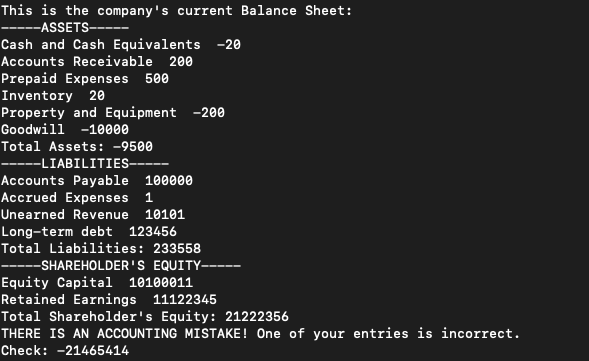 This is the company's current Balance Sheet:
-----ASSETS-----
Cash and Cash Equivalents  -20
Accounts Receivable  200
Prepaid Expenses  500
Inventory  20
Property and Equipment  -200
Goodwill  -10000
Total Assets: -9500
-----LIABILITIES-----
Accounts Payable  100000
Accrued Expenses  1
Unearned Revenue  10101
Long-term debt  123456
Total Liabilities: 233558
-----SHAREHOLDER'S EQUITY-----
Equity Capital  10100011
Retained Earnings  11122345
Total Shareholder's Equity: 21222356
THERE IS AN ACCOUNTING MISTAKE! One of your entries is incorrect.
Check: -21465414